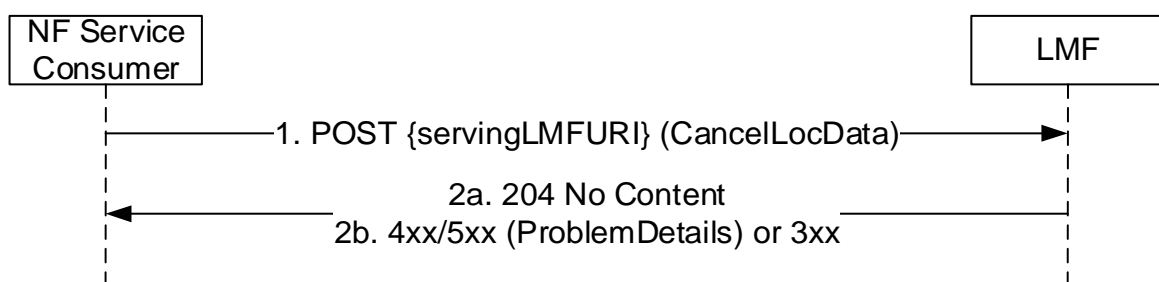 NF Service
Consumer
LMF
1. POST {servingLMFURI} (CancelLocData)
2a. 204 No Content
2b. 4xx/5xx (ProblemDetails) or 3xx